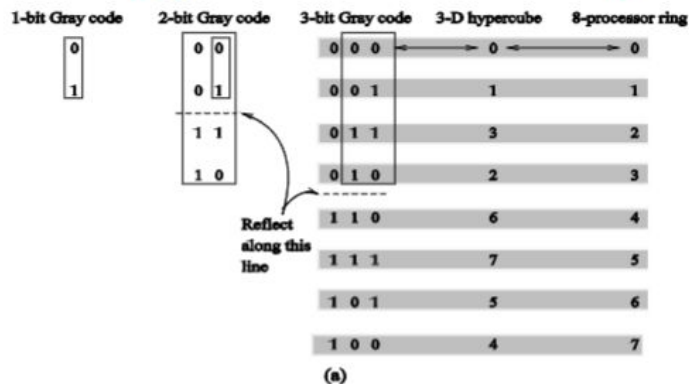 1-bit Gray code 2-bit Gray code 3-bit Gray code 3-D hypercube 8-processor ring
0 0 0 0 0 0 0 0
1 0 1 0 0 1 1 1
1 1 0 1 1 3 2
1 0 0 1 0 2 3
Reflect
along this
line
1 1 0 6 4
1 1 1 7 5
1 0 1 5 6
1 0 0 4 7
(a)